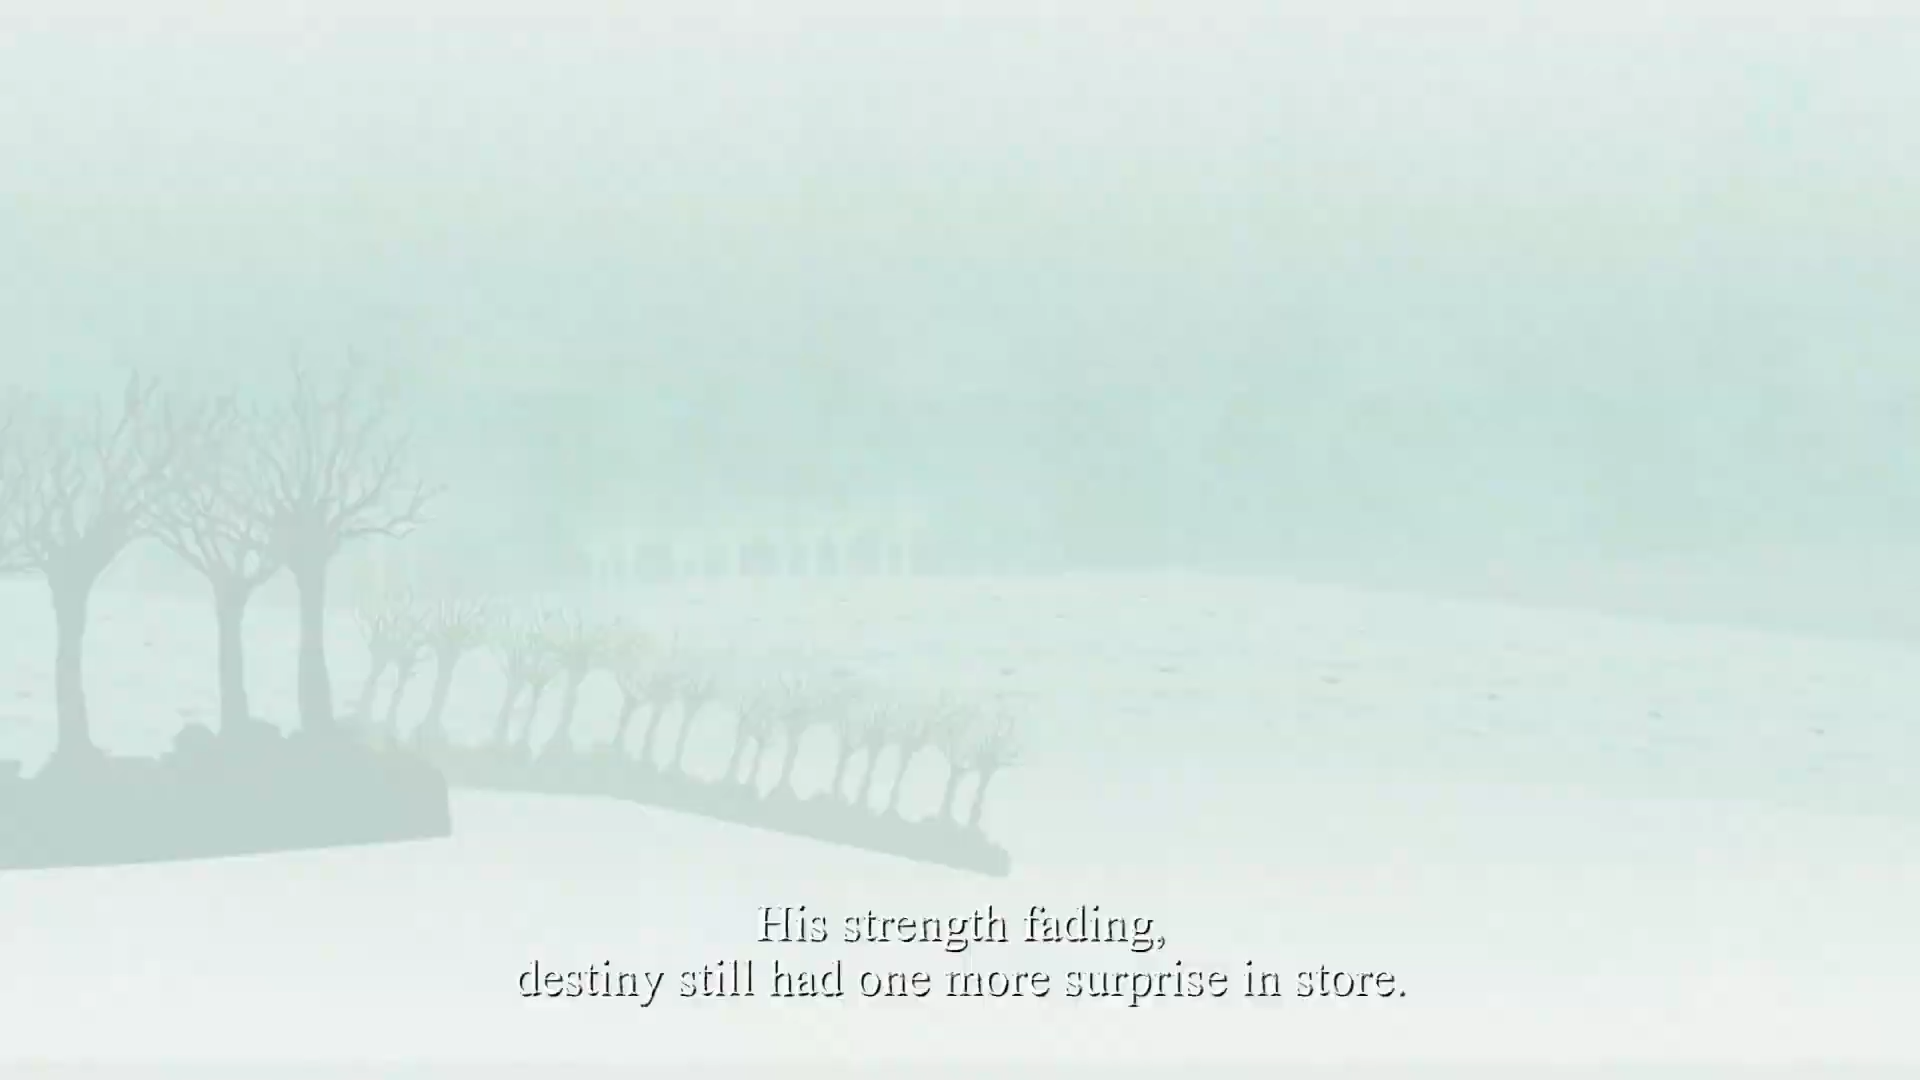 His strength fading,
destiny still had one more surprise in store.